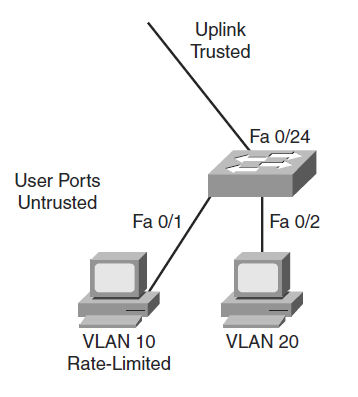 Uplink
Trusted
Fa 0/24
User Ports
Untrusted
Fa 0/1
Fa 0/2
VLAN 10
Rate-Limited
VLAN 20